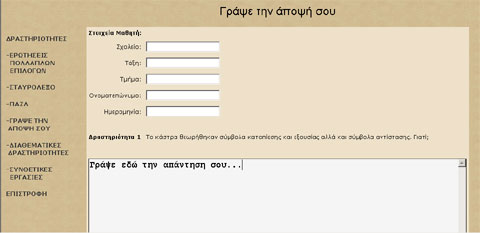 Γράψε την άποψή σου
ΔΡΑΣΤΗΡΙΟΤΗΤΕΣ
-ΕΡΩΤΗΣΕΙΣ
ΠΟΛΛΑΠΛΩΝ
ΕΠΙΛΟΓΩΝ
-ΣΤΑΥΡΟΛΕΞΟ
-ΠΑΖΛ
-ΓΡΑΨΕ ΤΗΝ
ΑΠΟΨΗ ΣΟΥ
-ΔΙΑΘΕΜΑΤΙΚΕΣ
ΔΡΑΣΤΗΡΙΟΤΗΤΕΣ
-ΣΥΝΘΕΤΙΚΕΣ
ΕΡΓΑΣΙΕΣ
ΕΠΙΣΤΡΟΦΗ
Στοιχεία Μαθητή:
Σχολείο:
Τάξη:
Τμήμα:
Ονοματεπώνυμο:
Ημερομηνία:
Δραστηριότητα 1 Το κάστρα θεωρήθηκαν σύμβολα καταπίεσης και εξουσίας αλλά και σύμβολα αντίστασης. Γιατί;
Γράψε εδώ την απάντηση σου...